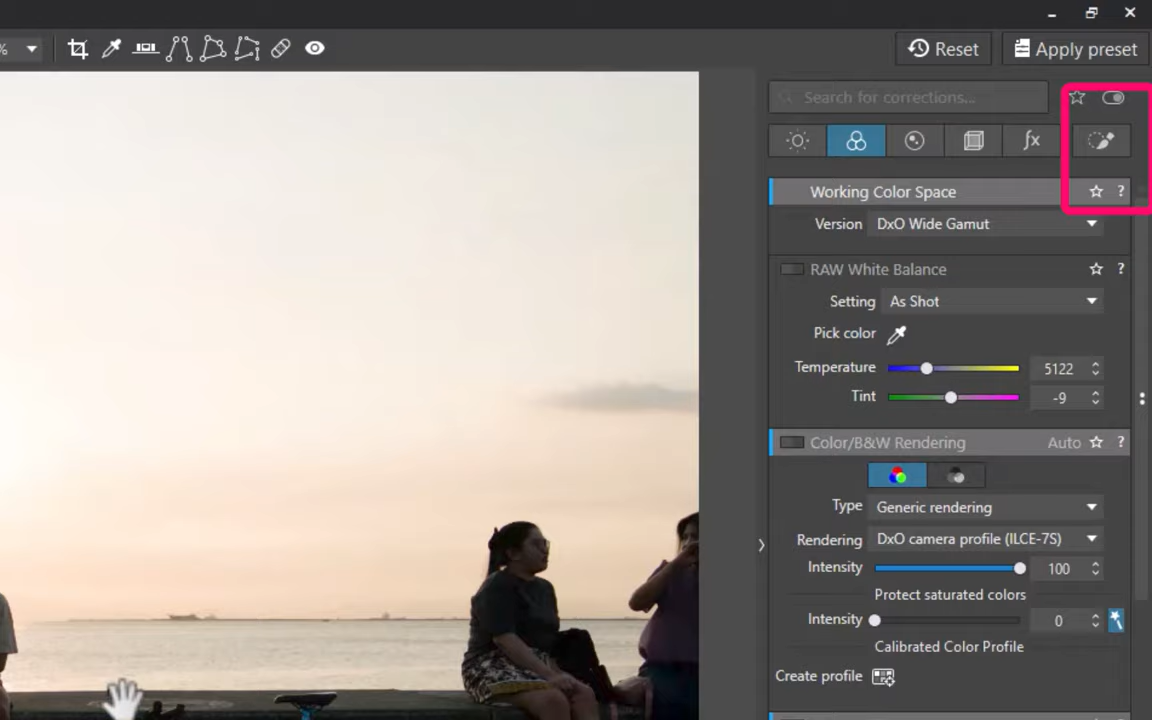 %
Reset
Apply preset
Search for corrections...
fx
Working Color Space ?
Version DxO Wide Gamut
RAW White Balance ?
Setting As Shot
Pick color
Temperature 5122
Tint -9
Color/B&W Rendering Auto ?
Type Generic rendering
Rendering DxO camera profile (ILCE-7S)
Intensity 100
Protect saturated colors
Intensity 0
Calibrated Color Profile
Create profile